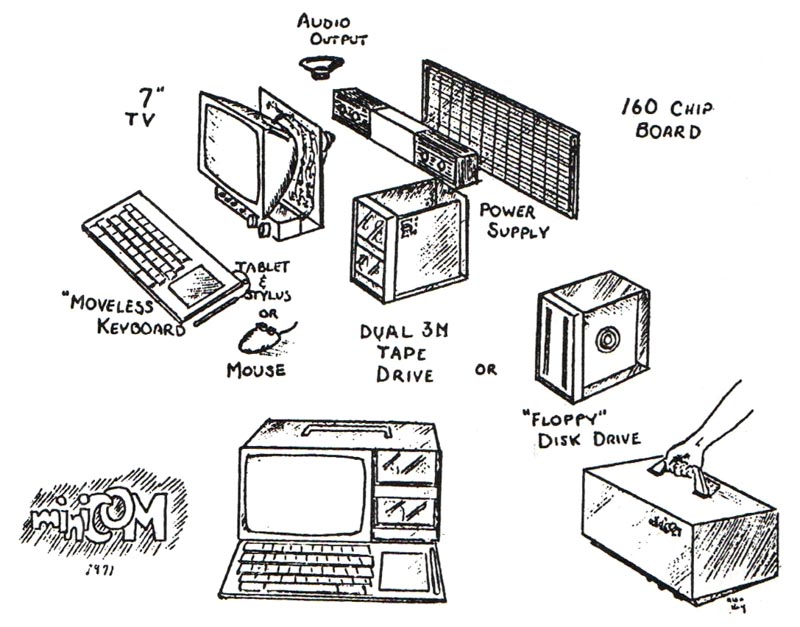 AUDIO
OUTPUT
7"
TV
160 CHIP
BOARD
POWER
SUPPLY
TABLET
&
STYLUS
OR
MOUSE
"MOVELESS
KEYBOARD
DUAL 3M
TAPE
DRIVE
OR
"FLOPPY"
DISK DRIVE
miniCOM
1971